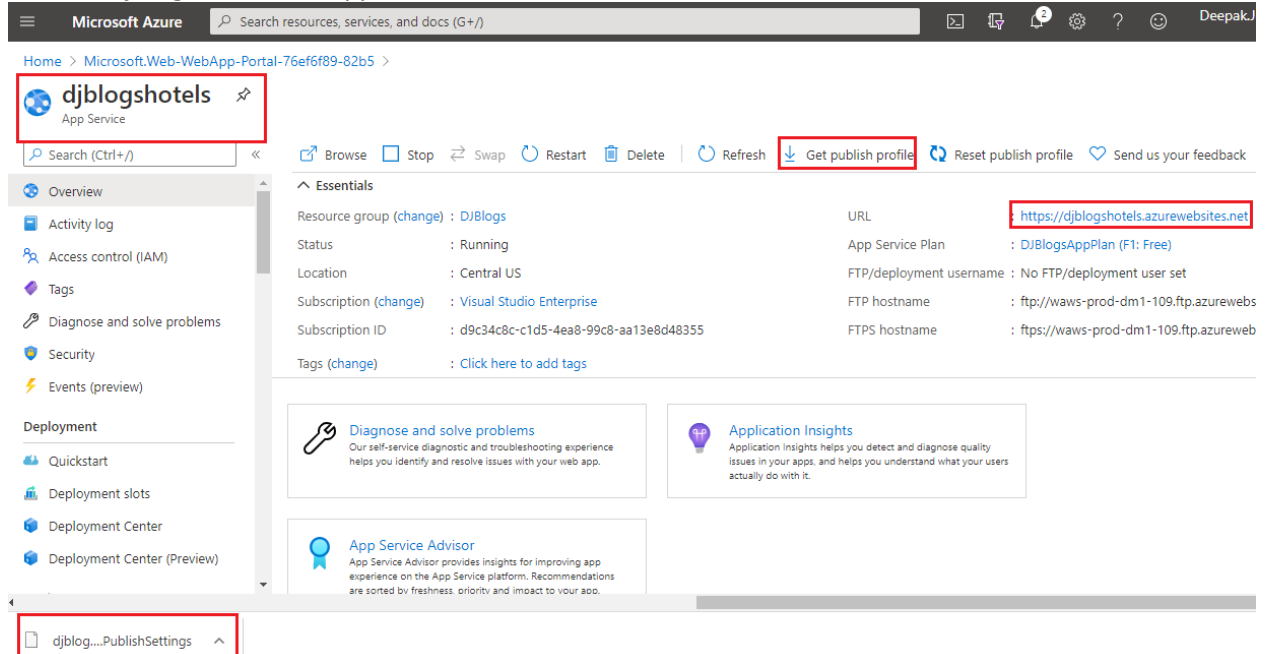 Microsoft Azure
Search resources, services, and docs (G+/)
2
Deepak.J
Home > Microsoft.Web-WebApp-Portal-76ef6f89-82b5 >
djblogshotels
App Service
Search (Ctrl+/)
«
Browse Stop Swap Restart Delete Refresh Get publish profile Reset publish profile Send us your feedback
Overview
Activity log
Access control (IAM)
Tags
Diagnose and solve problems
Security
Events (preview)
Deployment
Quickstart
Deployment slots
Deployment Center
Deployment Center (Preview)
Essentials
Resource group (change) : DJBlogs
Status : Running
Location : Central US
Subscription (change) : Visual Studio Enterprise
Subscription ID : d9c34c8c-c1d5-4ea8-99c8-aa13e8d48355
Tags (change) : Click here to add tags
URL : https://djblogshotels.azurewebsites.net
App Service Plan : DJBlogsAppPlan (F1: Free)
FTP/deployment username : No FTP/deployment user set
FTP hostname : ftp://waws-prod-dm1-109.ftp.azurewebs
FTPS hostname : ftps://waws-prod-dm1-109.ftp.azureweb
Diagnose and solve problems
Our self-service diagnostic and troubleshooting experience
helps you identify and resolve issues with your web app.
Application Insights
Application Insights helps you detect and diagnose quality
issues in your apps, and helps you understand what your users
actually do with it.
App Service Advisor
App Service Advisor provides insights for improving app
experience on the App Service platform. Recommendations
are sorted by freshness, priority and impact to your app.
djblog....PublishSettings